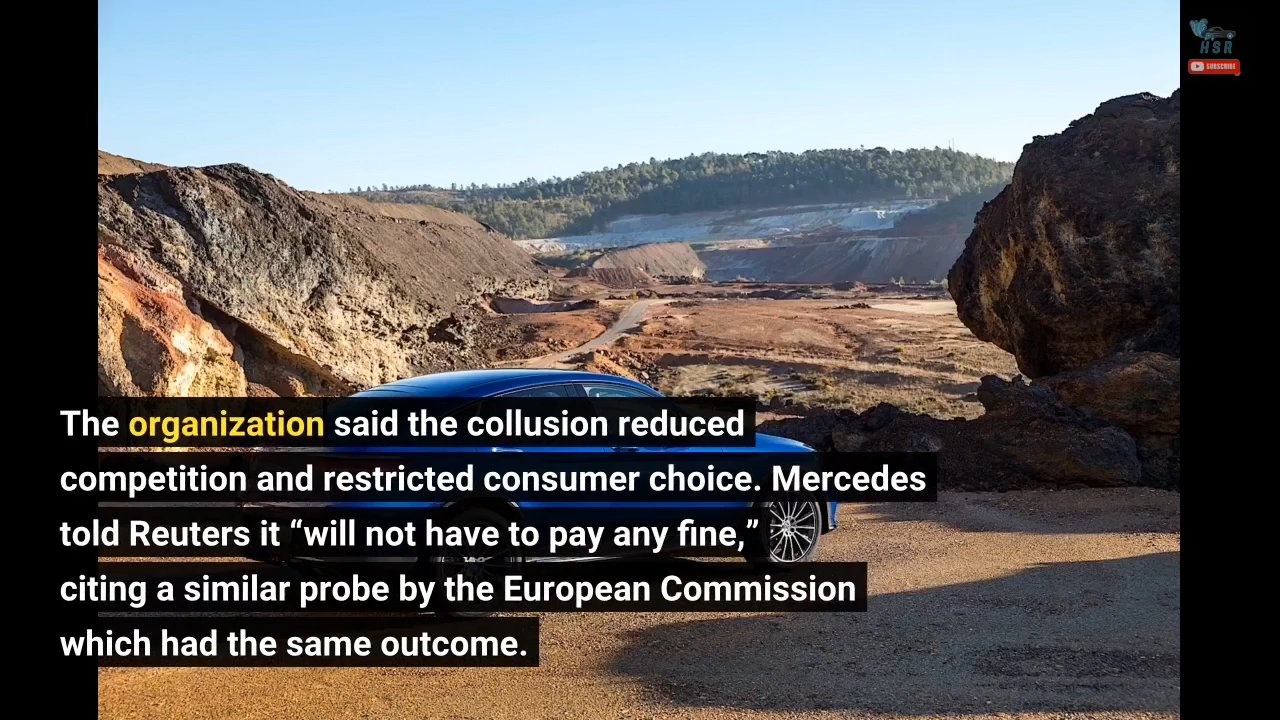 HSR
SUBSCRIBE
The organization said the collusion reduced
competition and restricted consumer choice. Mercedes
told Reuters it “will not have to pay any fine,”
citing a similar probe by the European Commission
which had the same outcome.